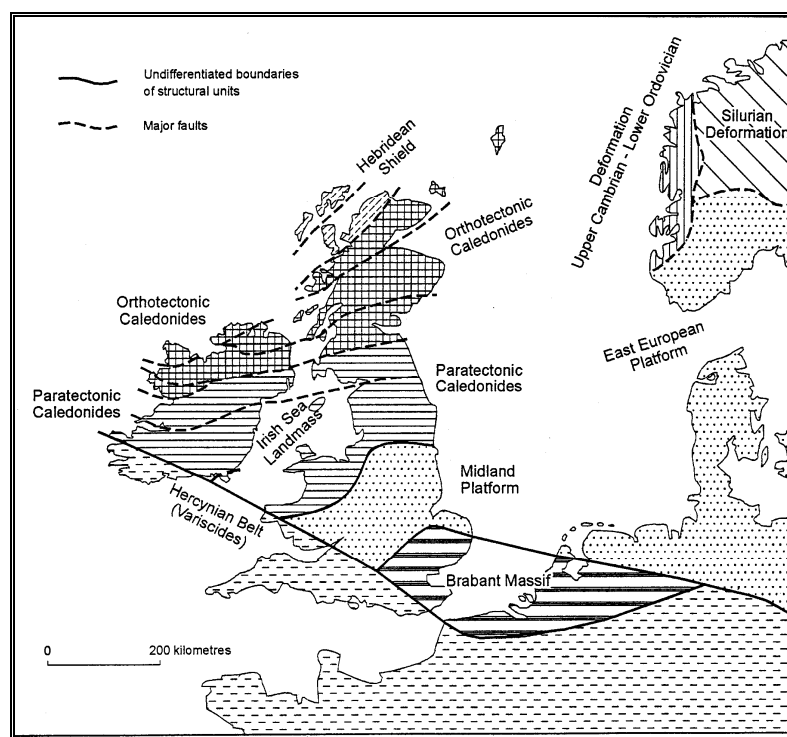 Undifferentiated boundaries
of structural units
Major faults
Hebridean
Shield
Deformation
Upper Cambrian - Lower Ordovician
Silurian
Deformation
Orthotectonic
Caledonides
Orthotectonic
Caledonides
East European
Platform
Paratectonic
Caledonides
Paratectonic
Caledonides
Irish Sea
Landmass
Midland
Platform
Hercynian Belt
(Variscides)
Brabant Massif
0
200 kilometres